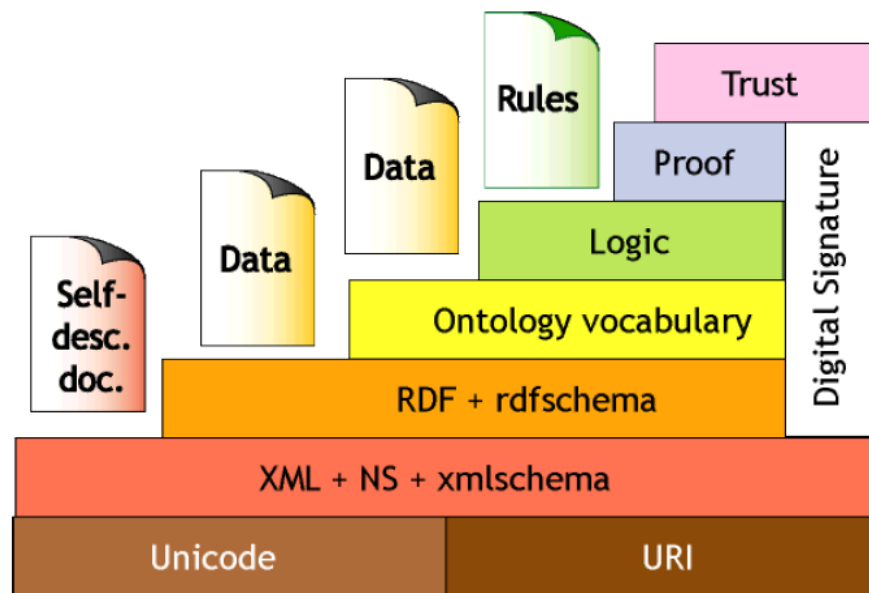 Rules
Trust
Data
Proof
Data
Logic
Self-
desc.
doc.
Ontology vocabulary
Digital Signature
RDF + rdfschema
XML + NS + xmlschema
Unicode
URI